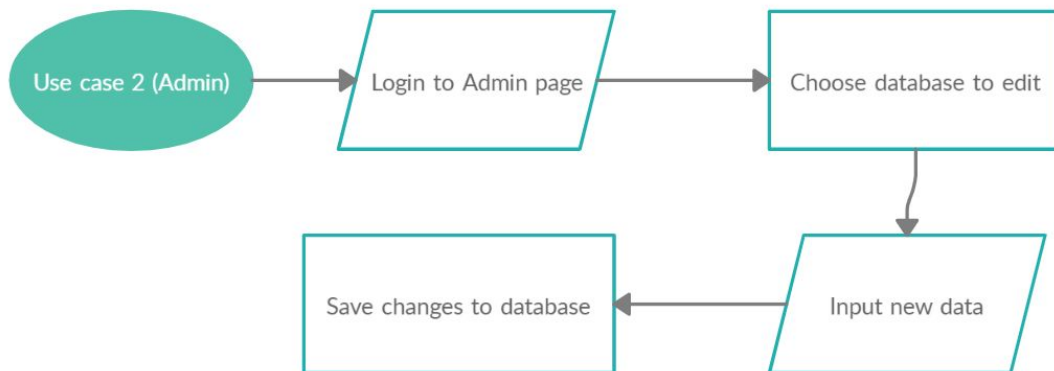 Use case 2 (Admin)
Login to Admin page
Choose database to edit
Save changes to database
Input new data